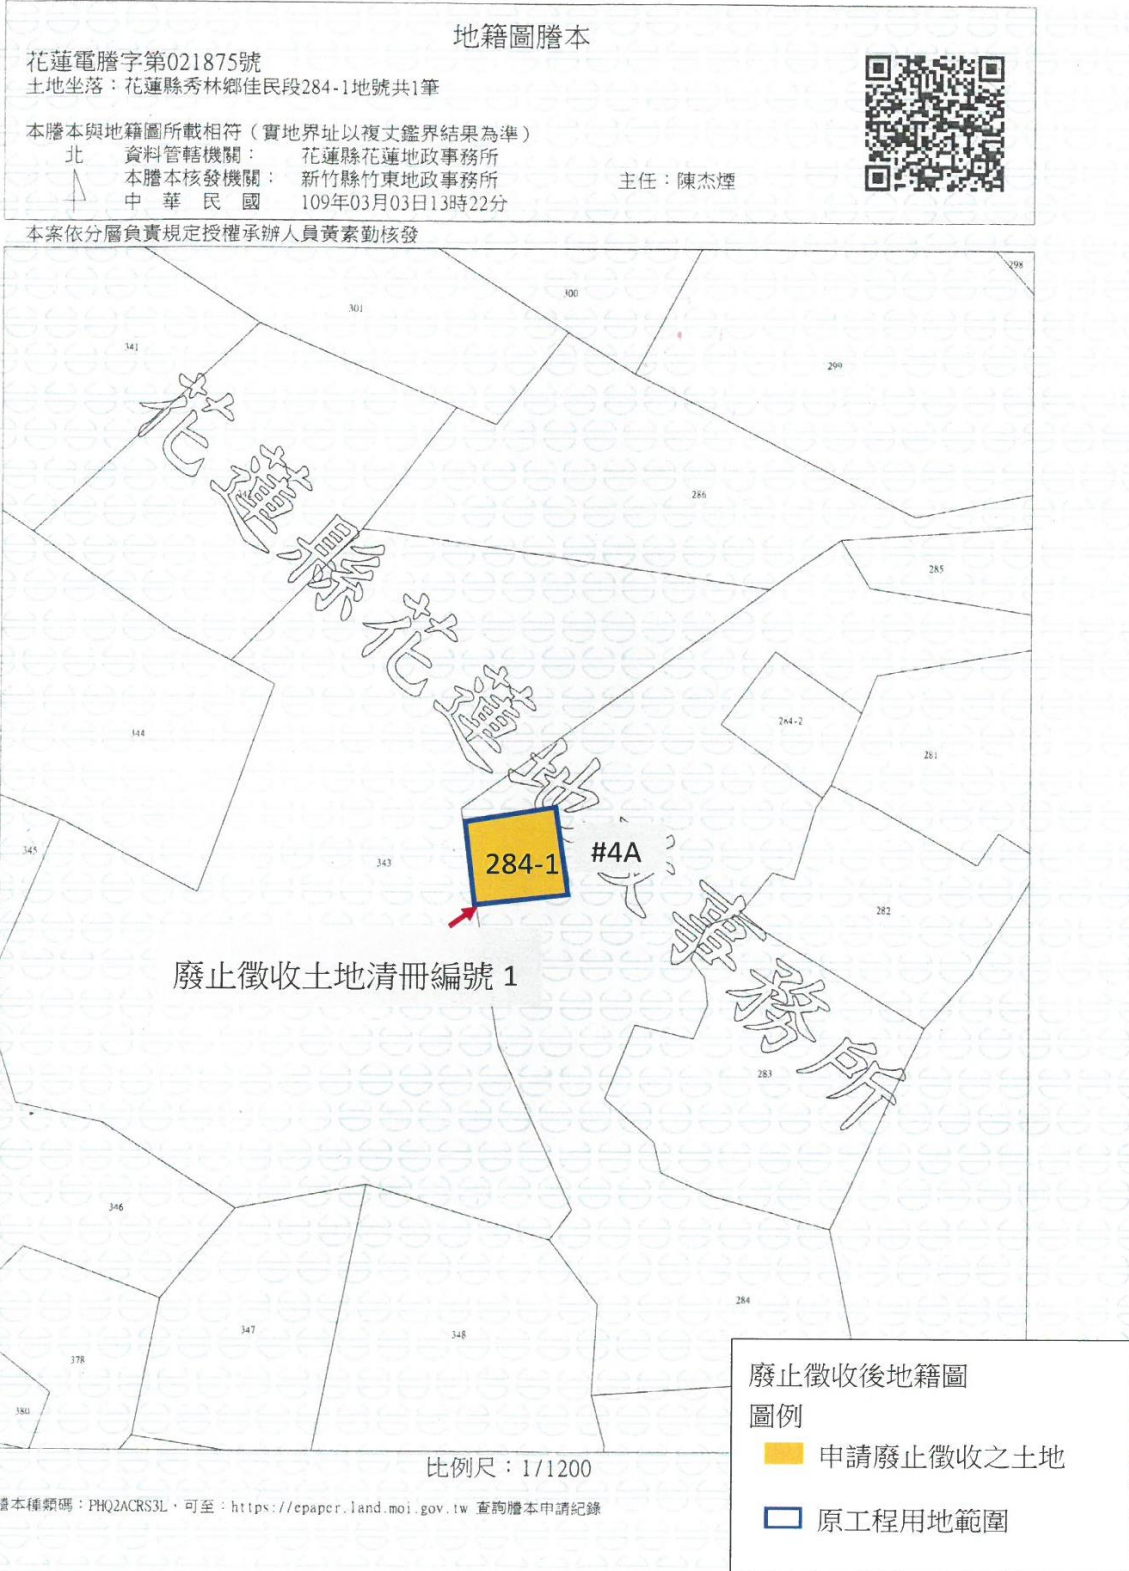 地籍圖謄本
花蓮電謄字第021875號
土地坐落：花蓮縣秀林鄉佳民段284-1地號共1筆
本謄本與地籍圖所載相符（實地界址以複丈鑑界結果為準）
北 資料管轄機關： 花蓮縣花蓮地政事務所
本謄本核發機關： 新竹縣竹東地政事務所 主任：陳杰煙
中華民國 109年03月03日13時22分
本案依分層負責規定授權承辦人員黃素勤核發
298
300
301
341
299
286
285
284-2
344
281
345
343
284-1
#4A
282
廢止徵收土地清冊編號 1
283
346
284
347
348
378
380
花蓮縣花蓮地政事務所
廢止徵收後地籍圖
圖例
申請廢止徵收之土地
原工程用地範圍
比例尺：1/1200
謄本種類碼：PHQ2ACRS3L，可至：https://epaper.land.moi.gov.tw 查詢謄本申請紀錄